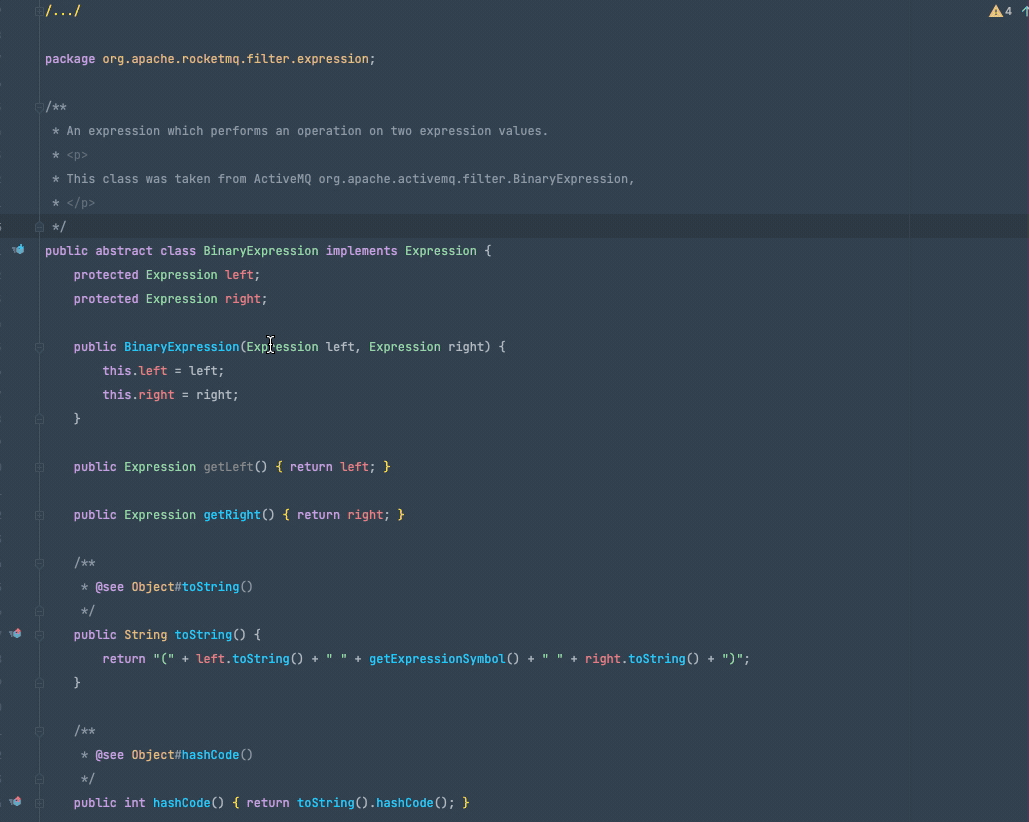 /.../
4
package org.apache.rocketmq.filter.expression;
/**
* An expression which performs an operation on two expression values.
* <p>
* This class was taken from ActiveMQ org.apache.activemq.filter.BinaryExpression,
* </p>
*/
public abstract class BinaryExpression implements Expression {
protected Expression left;
protected Expression right;
public BinaryExpression(Expression left, Expression right) {
this.left = left;
this.right = right;
}
public Expression getLeft() { return left; }
public Expression getRight() { return right; }
/**
* @see Object#toString()
*/
public String toString() {
return "(" + left.toString() + " " + getExpressionSymbol() + " " + right.toString() + ")";
}
/**
* @see Object#hashCode()
*/
public int hashCode() { return toString().hashCode(); }